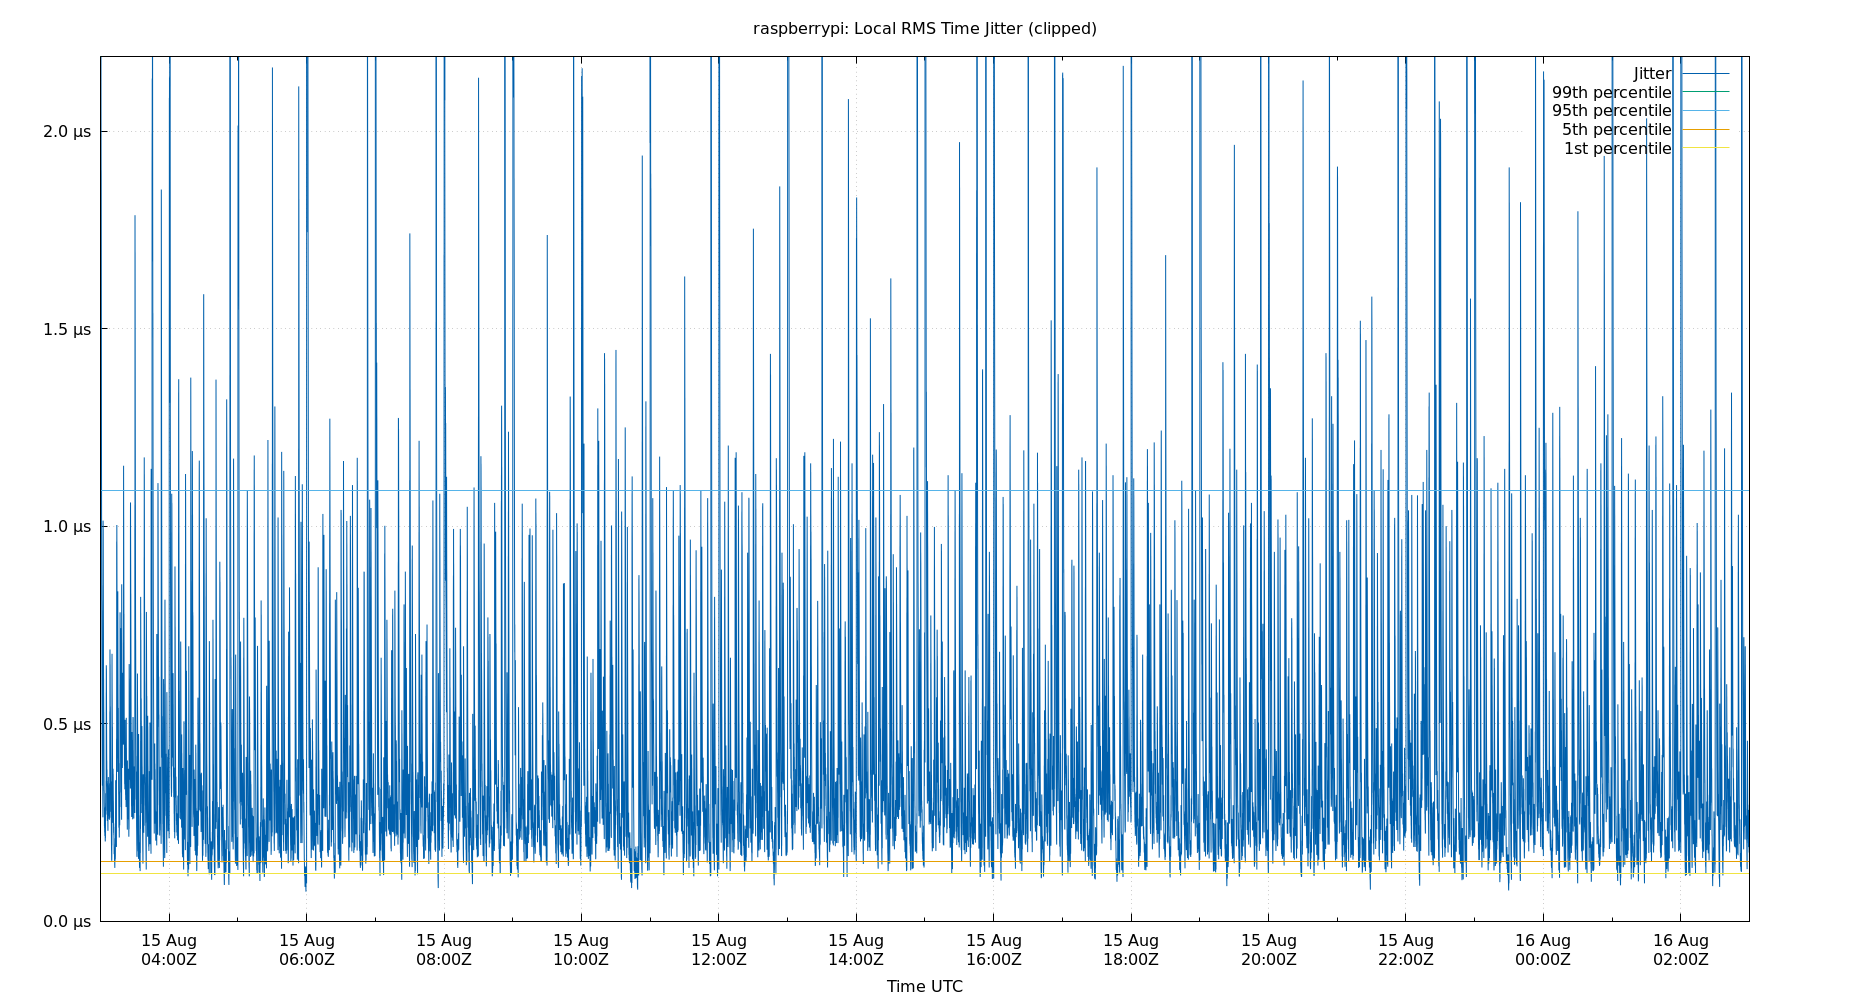 raspberrypi: Local RMS Time Jitter (clipped)
Jitter
99th percentile
95th percentile
5th percentile
1st percentile
2.0 µs
1.5 µs
1.0 µs
0.5 µs
0.0 µs
15 Aug 15 Aug 15 Aug 15 Aug 15 Aug 15 Aug 15 Aug 15 Aug 15 Aug 15 Aug 16 Aug 16 Aug
04:00Z 06:00Z 08:00Z 10:00Z 12:00Z 14:00Z 16:00Z 18:00Z 20:00Z 22:00Z 00:00Z 02:00Z
Time UTC